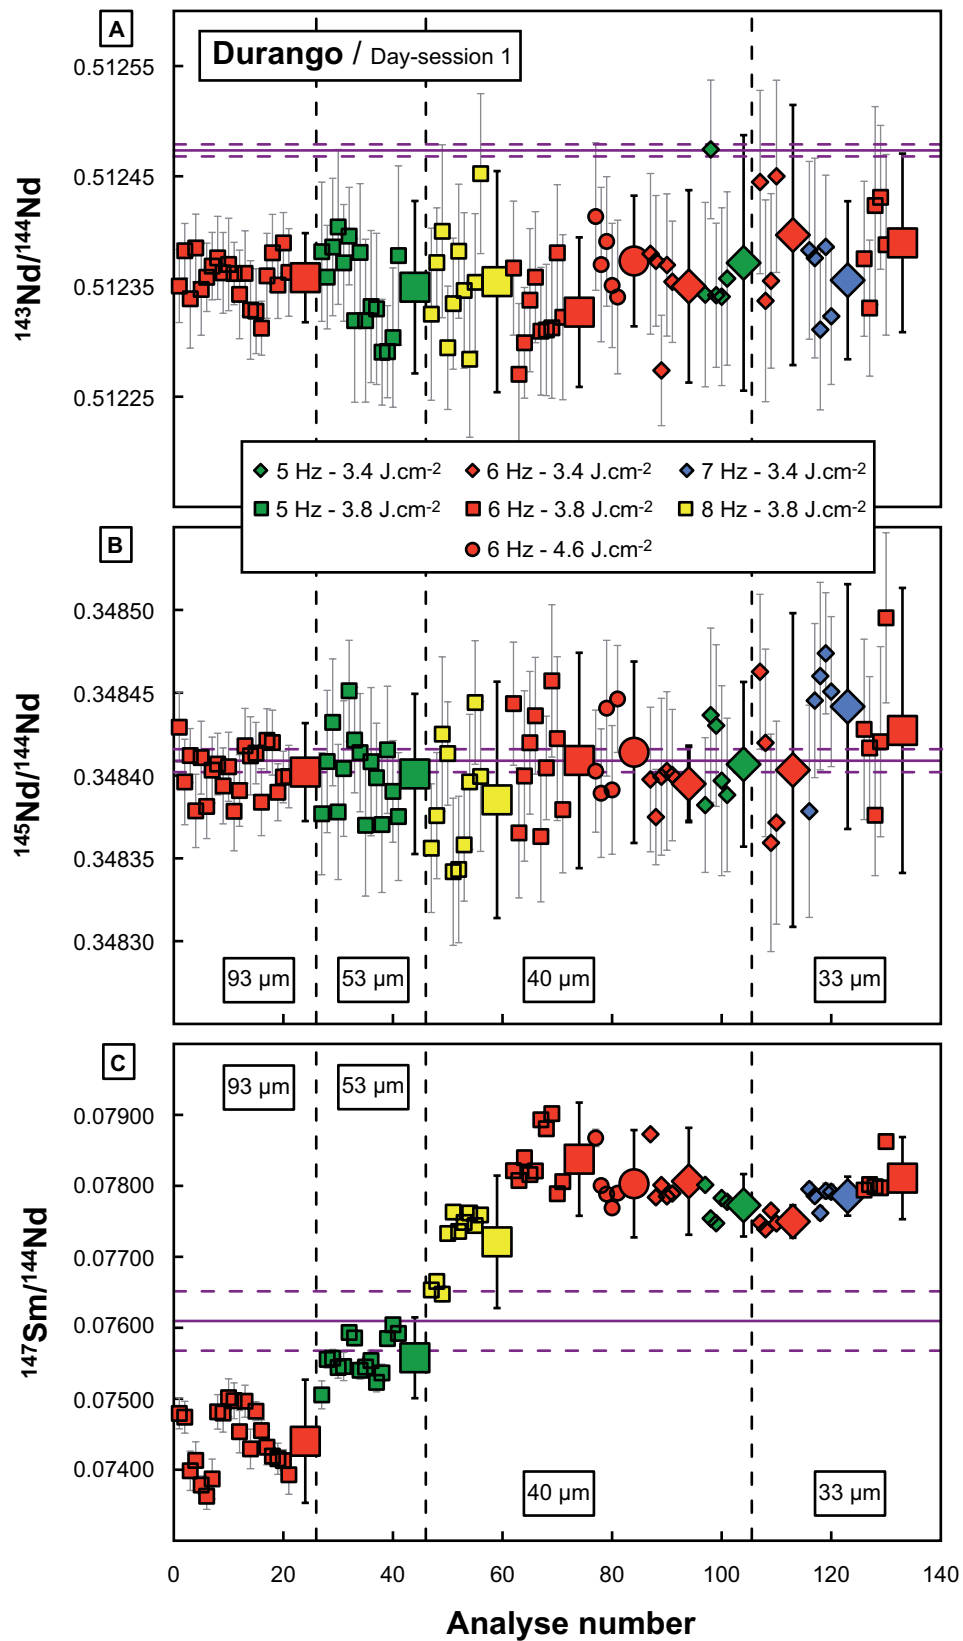 A
Durango / Day-session 1
0.51255
0.51245
0.51235
0.51225
143Nd/144Nd
5 Hz - 3.4 J.cm-2 6 Hz - 3.4 J.cm-2 7 Hz - 3.4 J.cm-2
5 Hz - 3.8 J.cm-2 6 Hz - 3.8 J.cm-2 8 Hz - 3.8 J.cm-2
6 Hz - 4.6 J.cm-2
B
0.34850
0.34845
0.34840
0.34835
0.34830
145Nd/144Nd
93 µm 53 µm 40 µm 33 µm
C
93 µm 53 µm
0.07900
0.07800
0.07700
0.07600
0.07500
0.07400
147Sm/144Nd
40 µm 33 µm
0 20 40 60 80 100 120 140
Analyse number